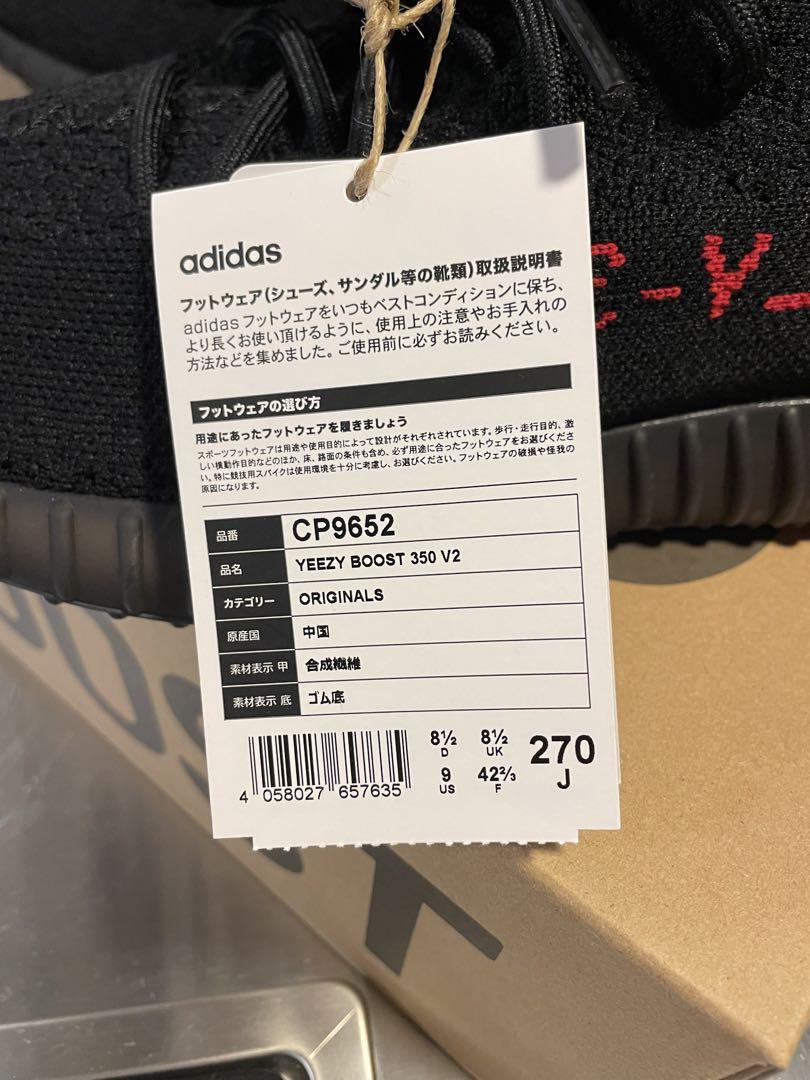 adidas
フットウェア(シューズ、サンダル等の靴類)取扱説明書
adidas フットウェアをいつもベストコンディションに保ち、
より長くお使い頂けるように、使用上の注意やお手入れの
方法などを集めました。ご使用前に必ずお読みください。
フットウェアの選び方
用途にあったフットウェアを履きましょう
スポーツフットウェアは用途や使用目的によって設計がそれぞれされています。歩行・走行目的、激
しい横動作目的などのほか、床、路面の条件も含め、必ず用途に合ったフットウェアをお選びくださ
い。特に競技用スパイクは使用環境を十分に考慮し、お選びください。フットウェアの破損や怪我の
原因になります。
品番 CP9652
品名 YEEZY BOOST 350 V2
カテゴリー ORIGINALS
原産国 中国
素材表示 甲 合成繊維
素材表示 底 ゴム底
8½ D 8½ UK 270 J
9 US 42⅔ F
4 058027 657635